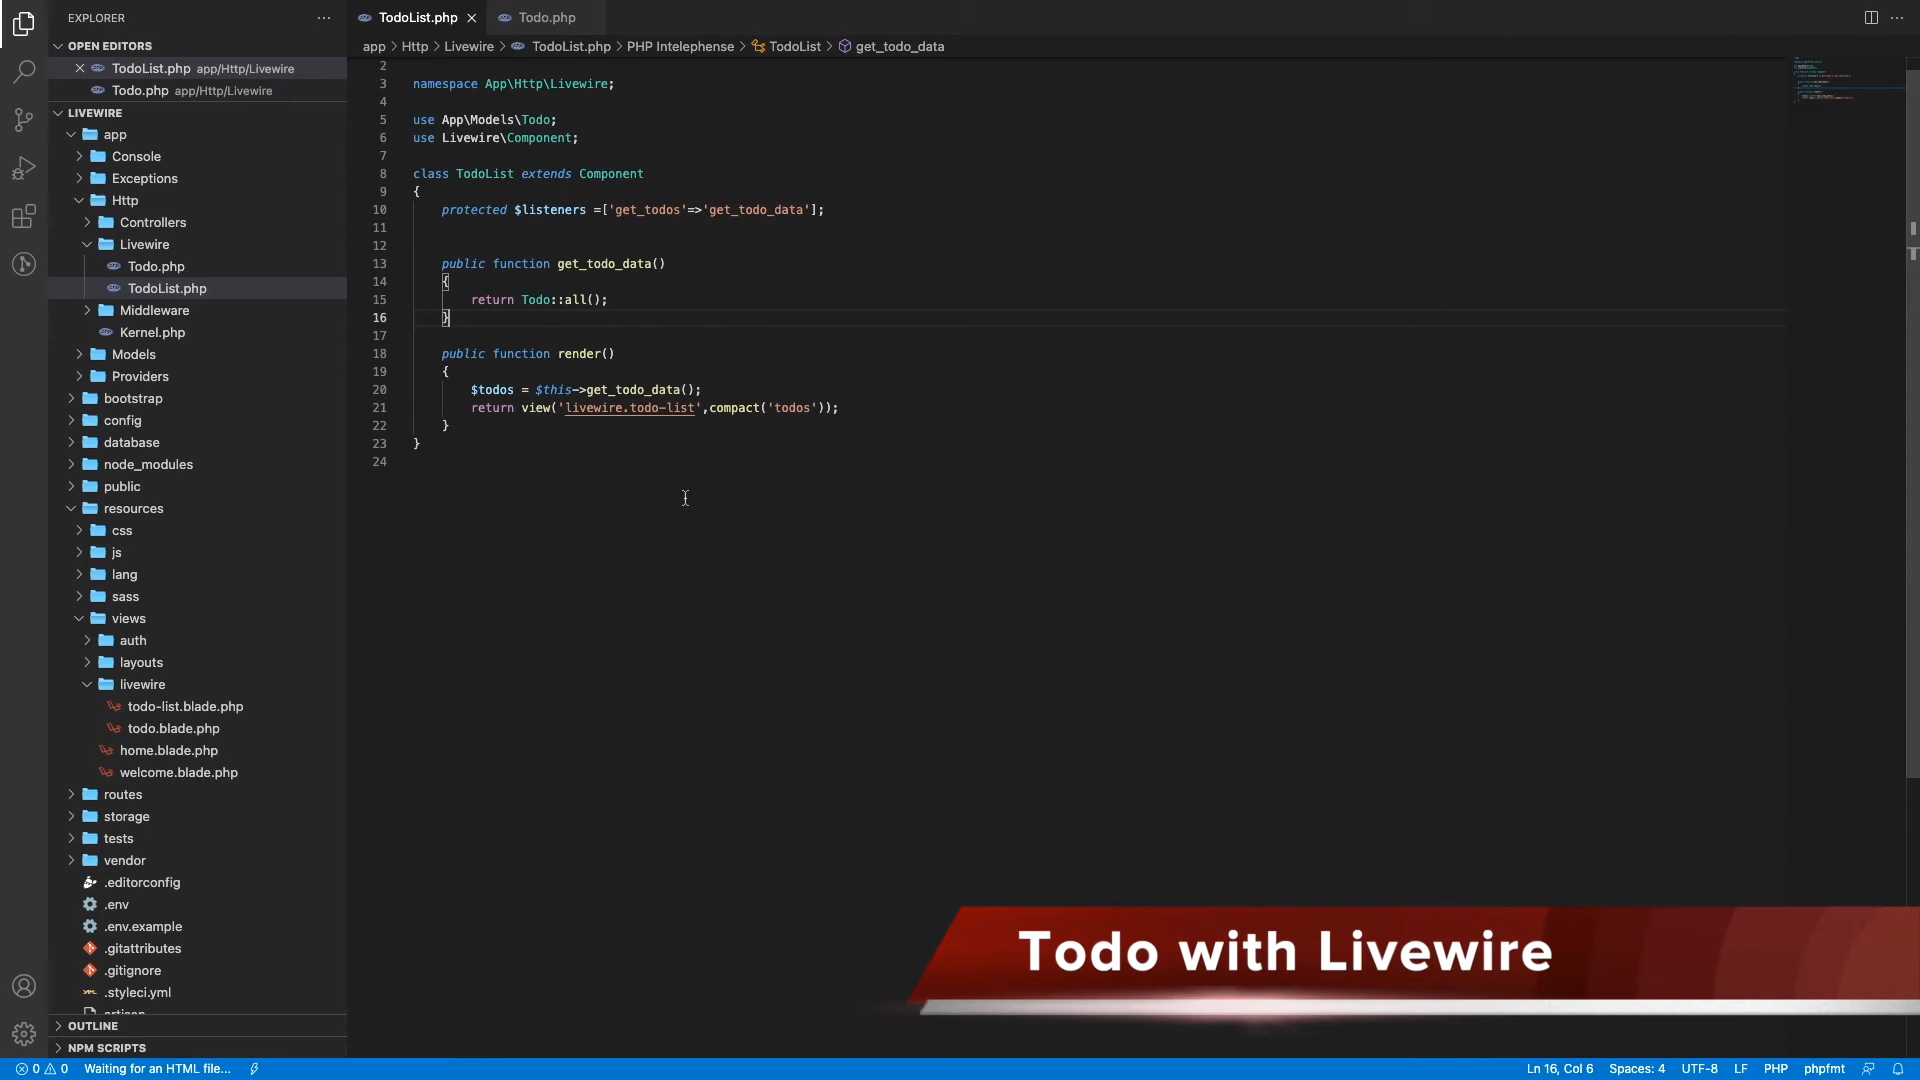 EXPLORER
OPEN EDITORS
TodoList.php app/Http/Livewire
Todo.php app/Http/Livewire
LIVEWIRE
app
Console
Exceptions
Http
Controllers
Livewire
Todo.php
TodoList.php
Middleware
Kernel.php
Models
Providers
bootstrap
config
database
node_modules
public
resources
css
js
lang
sass
views
auth
layouts
livewire
todo-list.blade.php
todo.blade.php
home.blade.php
welcome.blade.php
routes
storage
tests
vendor
.editorconfig
.env
.env.example
.gitattributes
.gitignore
.styleci.yml
artisan
OUTLINE
NPM SCRIPTS
TodoList.php
Todo.php
app > Http > Livewire > TodoList.php > PHP Intelephense > TodoList > get_todo_data
2
3 namespace App\Http\Livewire;
4
5 use App\Models\Todo;
6 use Livewire\Component;
7
8 class TodoList extends Component
9 {
10 protected $listeners =['get_todos'=>'get_todo_data'];
11
12
13 public function get_todo_data()
14 {
15 return Todo::all();
16 }
17
18 public function render()
19 {
20 $todos = $this->get_todo_data();
21 return view('livewire.todo-list',compact('todos'));
22 }
23 }
24
Todo with Livewire
0 0 Waiting for an HTML file... Ln 16, Col 6 Spaces: 4 UTF-8 LF PHP phpfmt